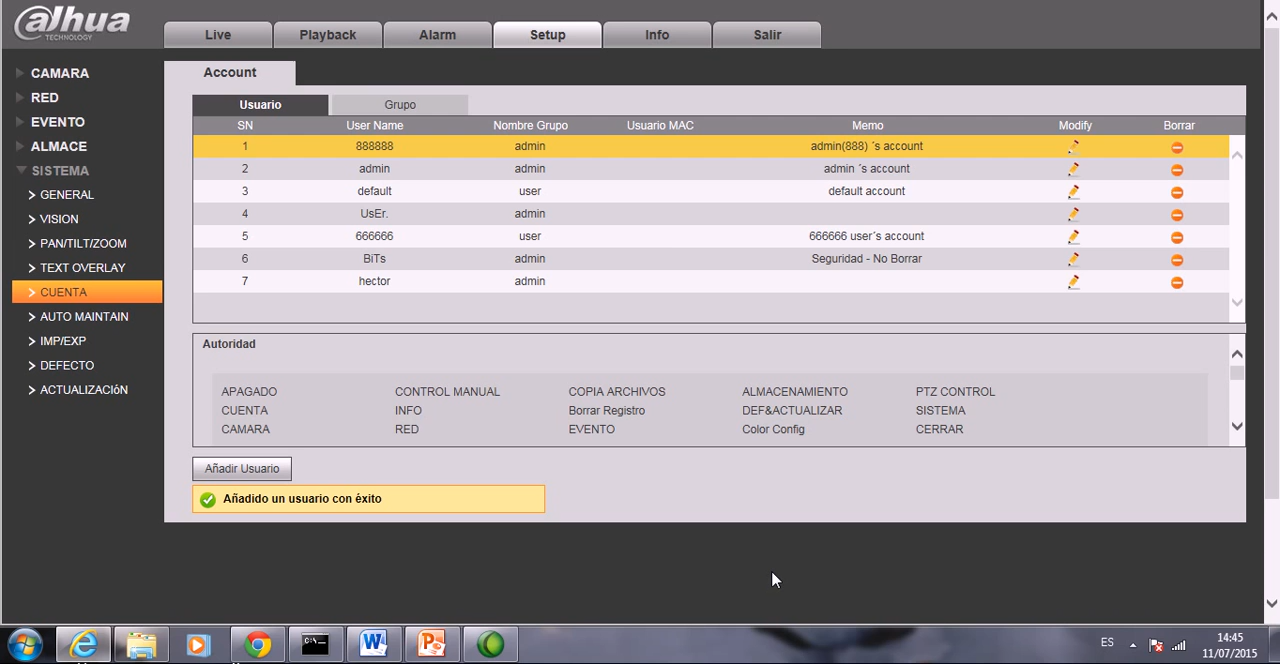 alhua
TECHNOLOGY
Live Playback Alarm Setup Info Salir
CAMARA
RED
EVENTO
ALMACE
SISTEMA
GENERAL
VISION
PAN/TILT/ZOOM
TEXT OVERLAY
CUENTA
AUTO MAINTAIN
IMP/EXP
DEFECTO
ACTUALIZACIóN
Account
Usuario Grupo
SN User Name Nombre Grupo Usuario MAC Memo Modify Borrar
1 888888 admin admin(888) ´s account
2 admin admin admin ´s account
3 default user default account
4 UsEr. admin
5 666666 user 666666 user´s account
6 BiTs admin Seguridad - No Borrar
7 hector admin
Autoridad
APAGADO CONTROL MANUAL COPIA ARCHIVOS ALMACENAMIENTO PTZ CONTROL
CUENTA INFO Borrar Registro DEF&ACTUALIZAR SISTEMA
CAMARA RED EVENTO Color Config CERRAR
Añadir Usuario
Añadido un usuario con éxito
ES
14:45
11/07/2015